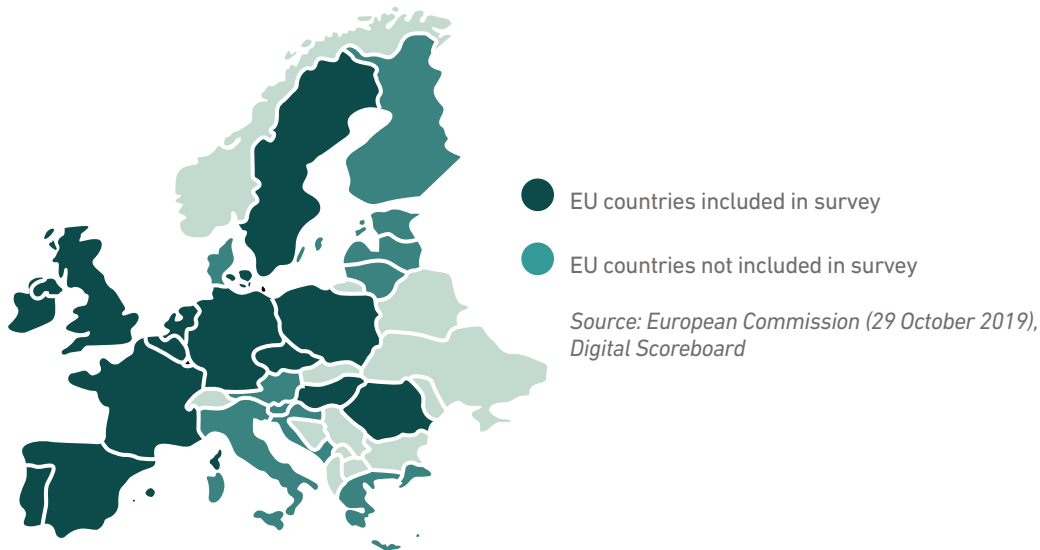 EU countries included in survey
EU countries not included in survey
Source: European Commission (29 October 2019),
Digital Scoreboard